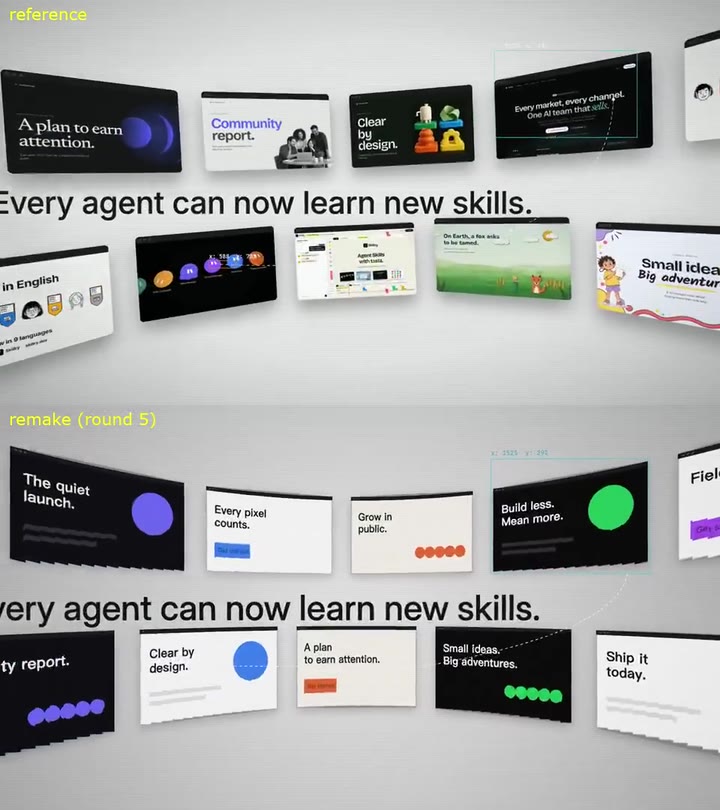 reference
A plan to earn
attention.
Community
report.
Clear
by
design.
Every market, every channel.
One AI team that sells.
Every agent can now learn new skills.
in English
w in 9 languages
Agent Skills
with taste.
On Earth, a fox asks
to be tamed.
Small idea
Big adventur
remake (round 5)
The quiet
launch.
Every pixel
counts.
Grow in
public.
x: 1525 y: 291
Build less.
Mean more.
Fiel
very agent can now learn new skills.
ty report.
Clear by
design.
A plan
to earn attention.
Small ideas.
Big adventures.
Ship it
today.